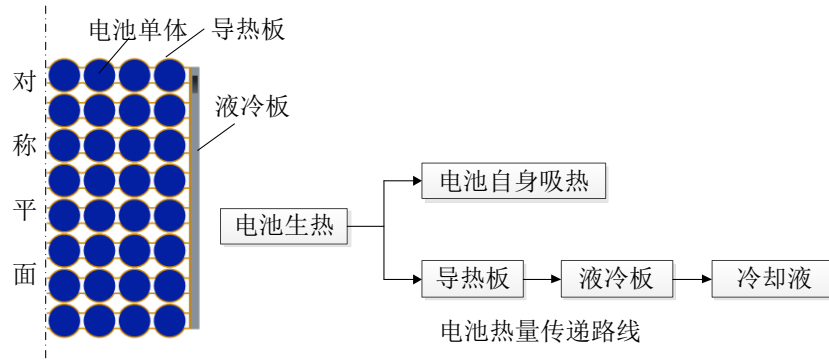 电池单体
导热板
对称平面
液冷板
电池自身吸热
电池生热
导热板
液冷板
冷却液
电池热量传递路线